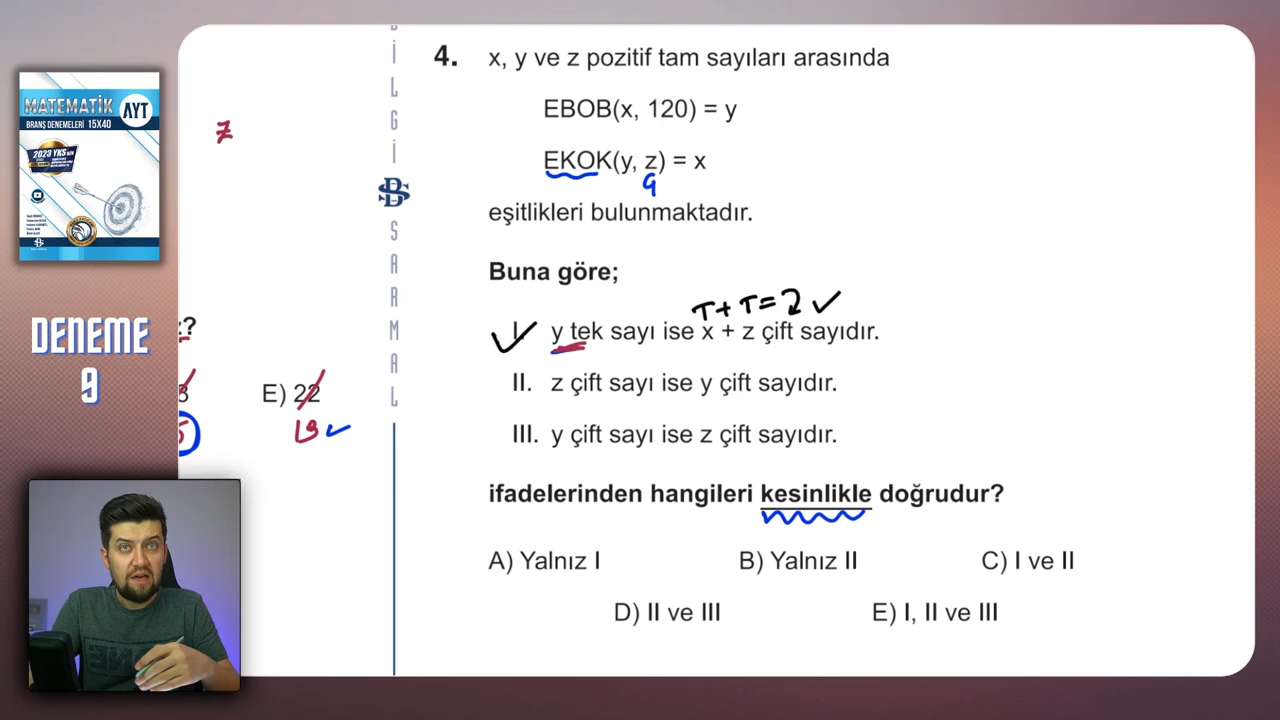 MATEMATİK
AYT
BRANŞ DENEMELERİ 15X40
2023 YKS'NİN
DENEME
9
7
z?
E) 22
19
BİLGİ
SARMAL
4. x, y ve z pozitif tam sayıları arasında
EBOB(x, 120) = y
EKOK(y, z) = x
9
eşitlikleri bulunmaktadır.
Buna göre;
T+T=2 ✓
I. y tek sayı ise x + z çift sayıdır.
II. z çift sayı ise y çift sayıdır.
III. y çift sayı ise z çift sayıdır.
ifadelerinden hangileri kesinlikle doğrudur?
A) Yalnız I B) Yalnız II C) I ve II
D) II ve III E) I, II ve III